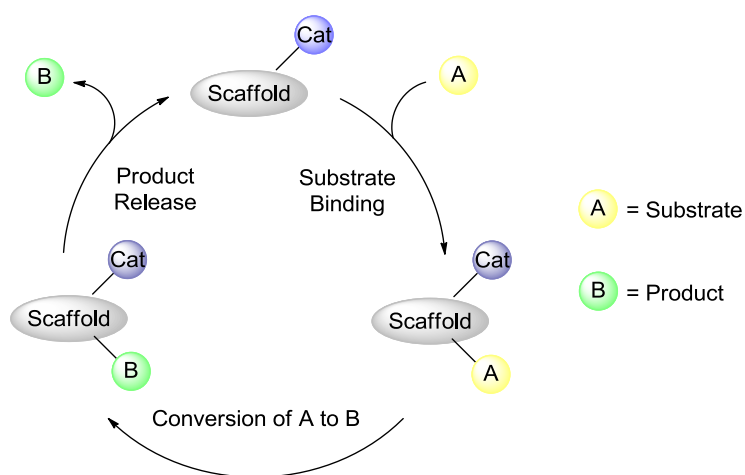 Cat
Scaffold
B
A
Product
Release
Substrate
Binding
A = Substrate
B = Product
Cat
Scaffold
B
Cat
Scaffold
A
Conversion of A to B